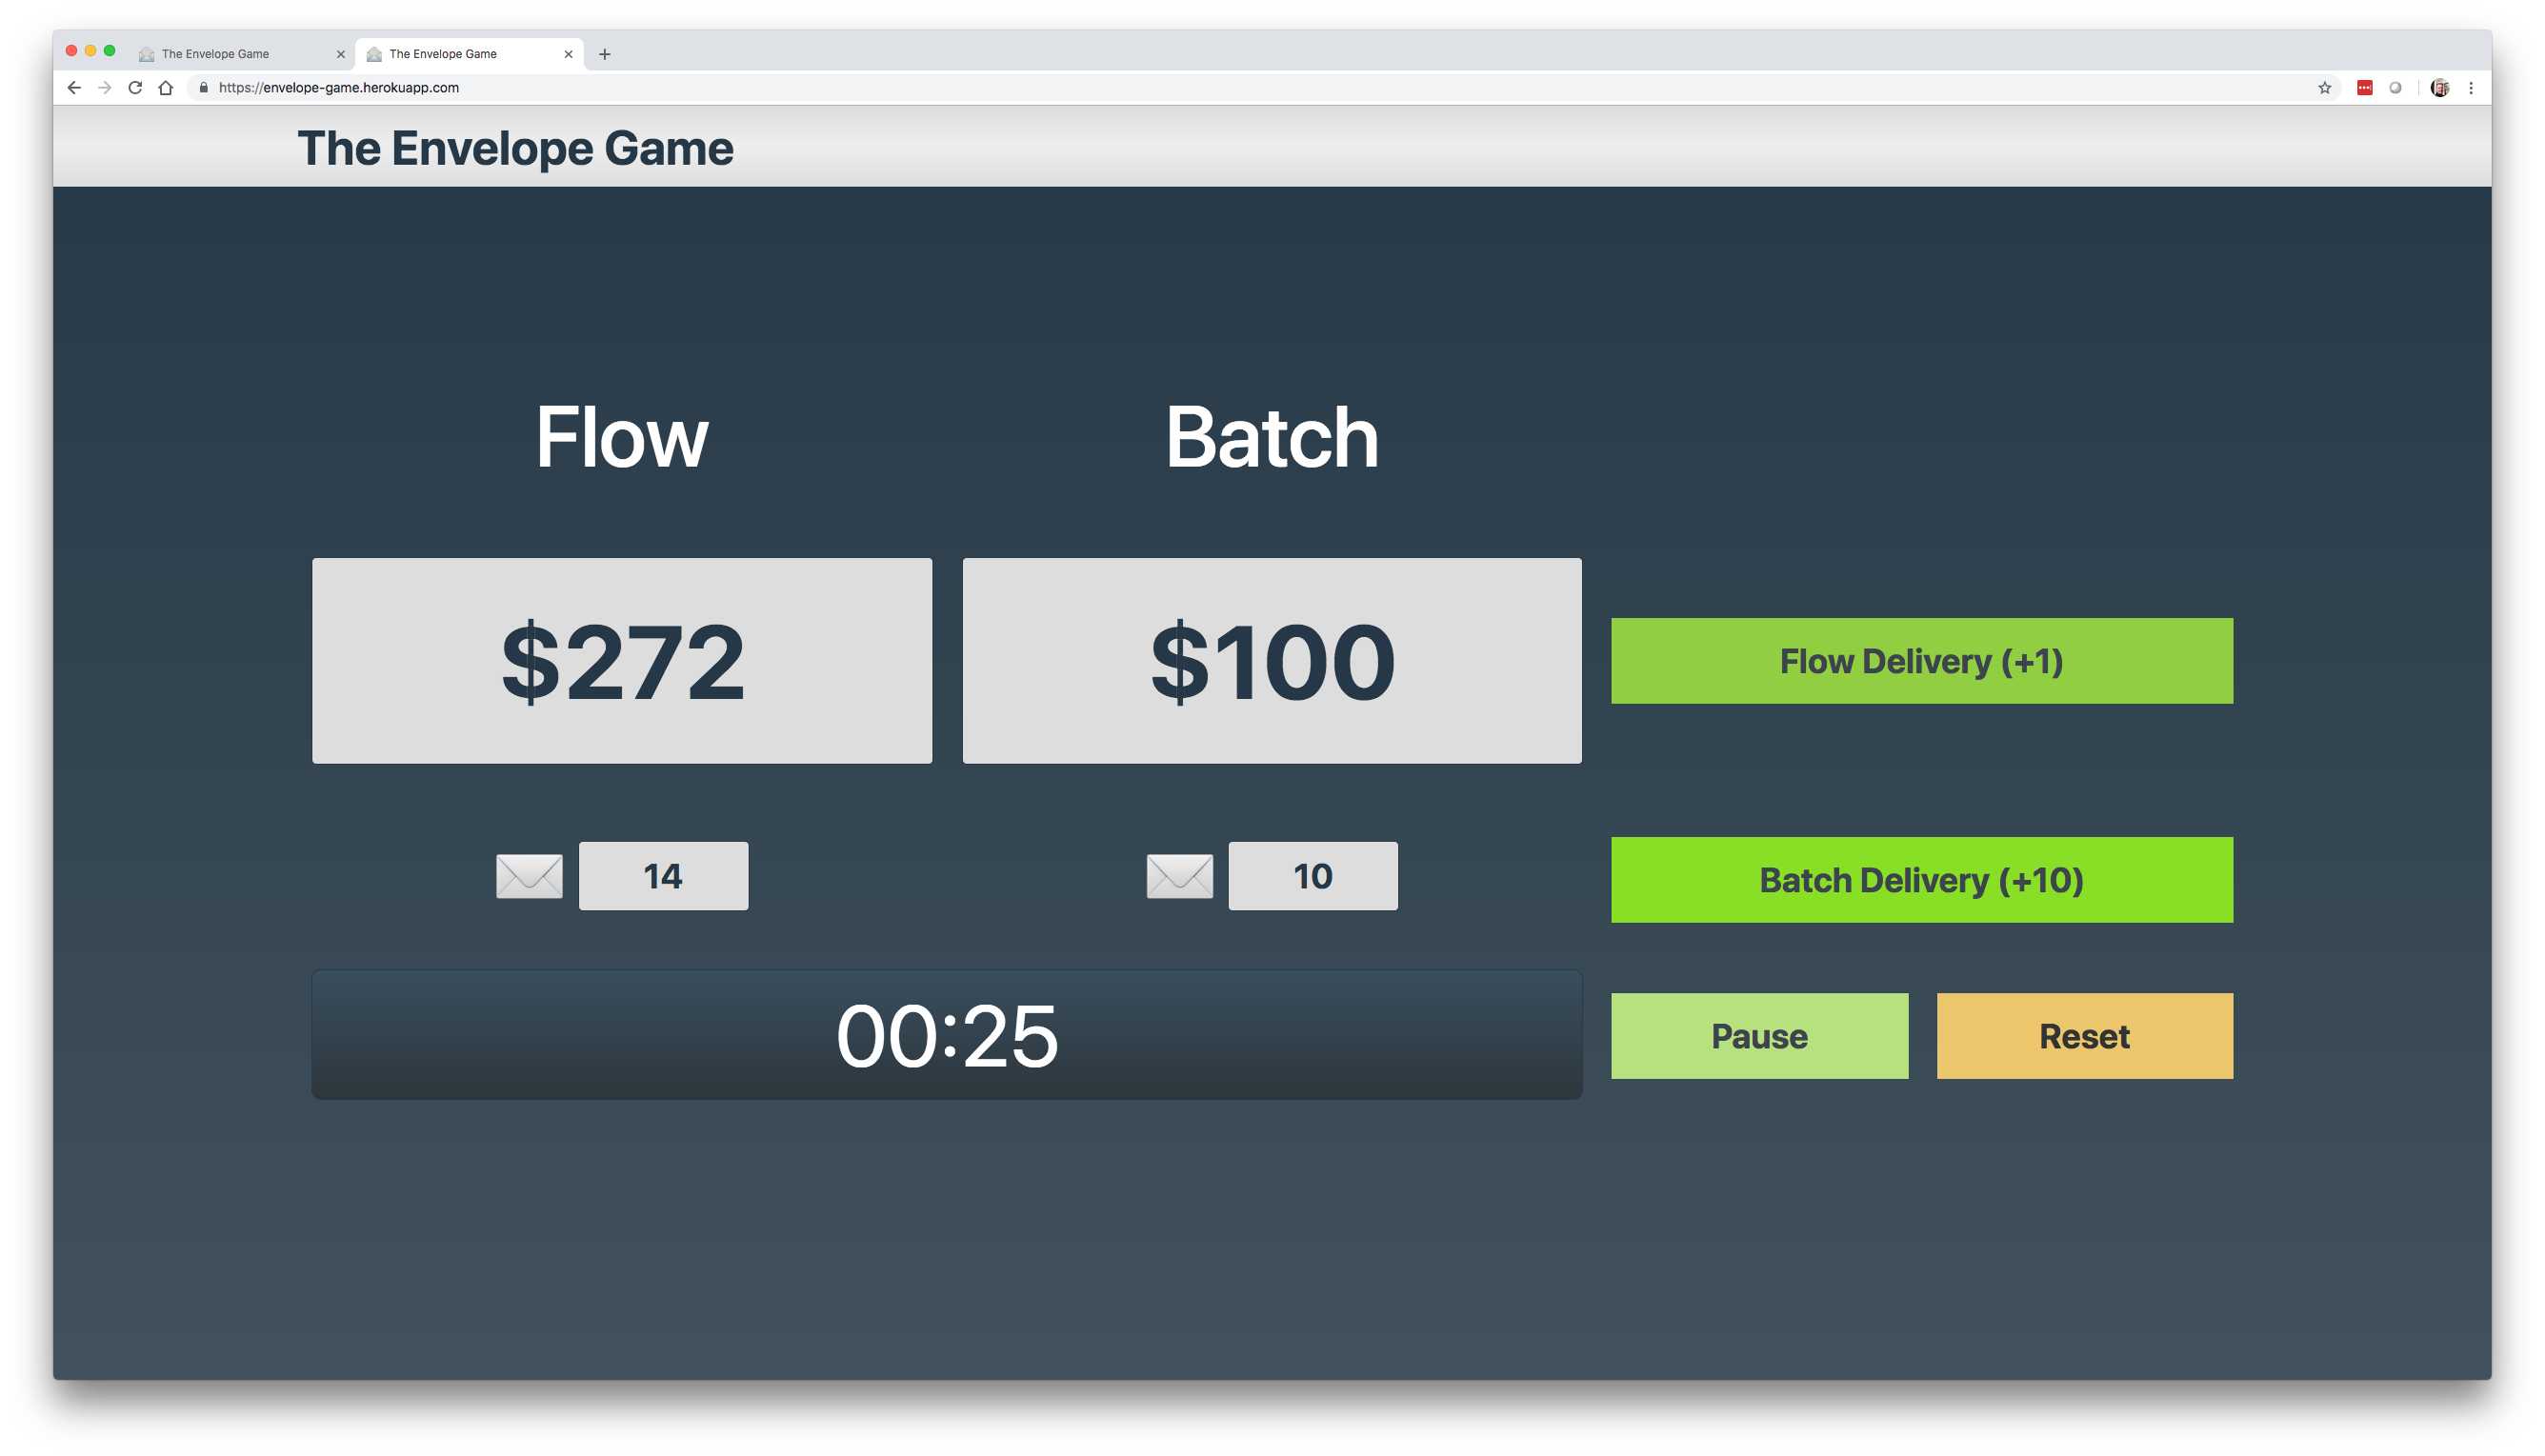 The Envelope Game
The Envelope Game
https://envelope-game.herokuapp.com
The Envelope Game
Flow
Batch
$272
$100
Flow Delivery (+1)
14
10
Batch Delivery (+10)
00:25
Pause
Reset